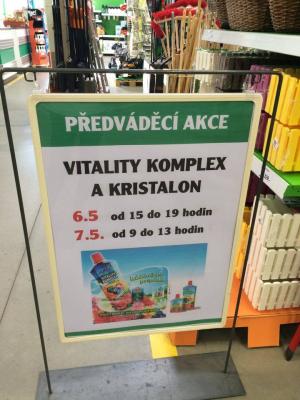 PŘEDVÁDĚCÍ AKCE
VITALITY KOMPLEX
A KRISTALON
6.5 od 15 do 19 hodin
7.5. od 9 do 13 hodin